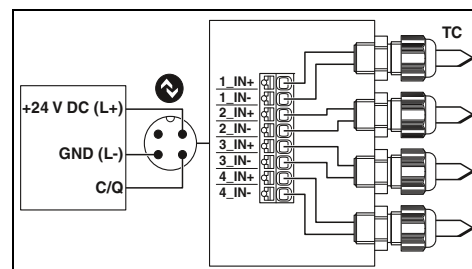 TC
1_IN+
1_IN-
2_IN+
2_IN-
3_IN+
3_IN-
4_IN+
4_IN-
+24 V DC (L+)
GND (L-)
C/Q